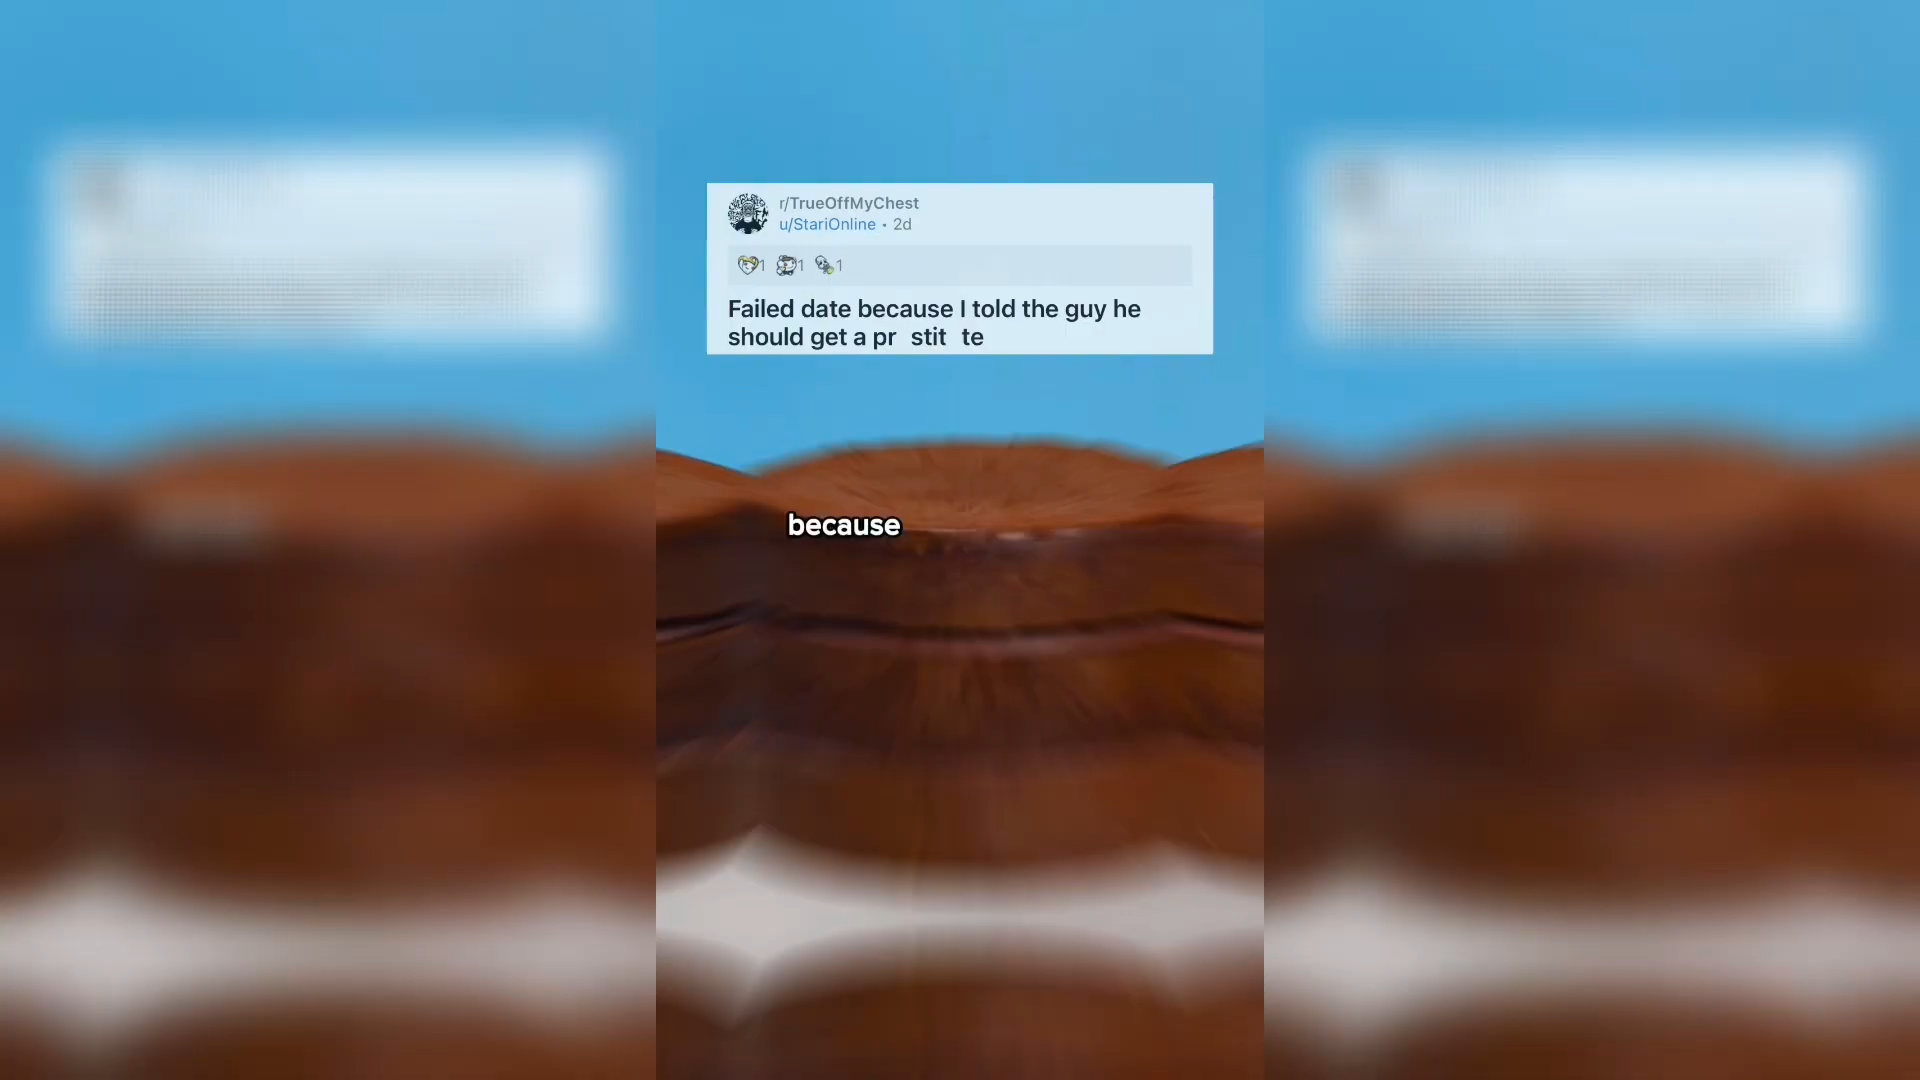 r/TrueOffMyChest
u/StariOnline • 2d
1 1 1
Failed date because I told the guy he
should get a pr stit te
because